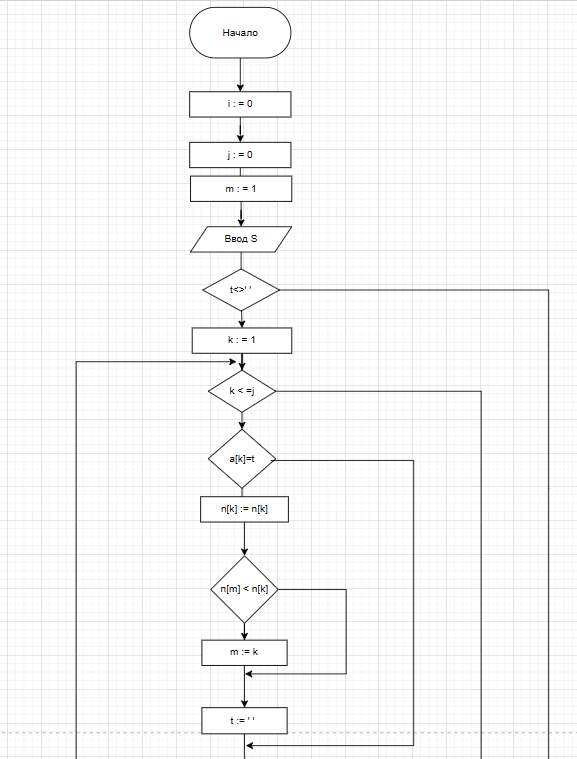 Начало
i : = 0
j : = 0
m : = 1
Ввод S
t<>' '
k : = 1
k < =j
a[k]=t
n[k] := n[k]
n[m] < n[k]
m := k
t := ' '